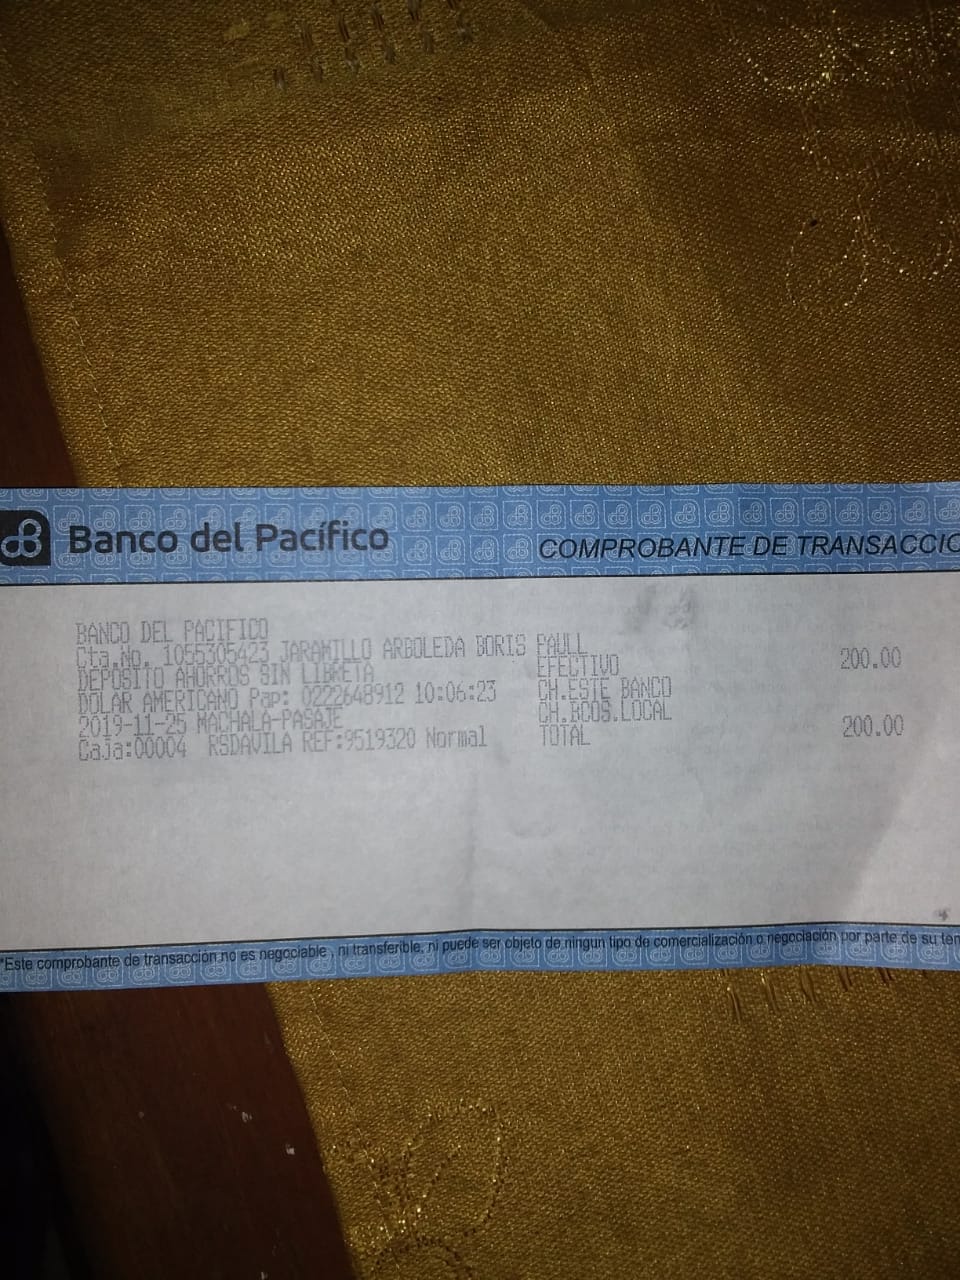 Banco del Pacífico
COMPROBANTE DE TRANSACCIO
BANCO DEL PACIFICO
Cta.No. 1055305423 JARAMILLO ARBOLEDA BORIS PAULL
DEPOSITO AHORROS SIN LIBRETA EFECTIVO 200.00
DOLAR AMERICANO Pap: 0222648912 10:06:23 CH.ESTE BANCO
2019-11-25 MACHALA-PASAJE CH.BCOS.LOCAL
Caja:00004 RSDAVILA REF:9519320 Normal TOTAL 200.00
*Este comprobante de transacción no es negociable, ni transferible, ni puede ser objeto de ningun tipo de comercialización o negociación por parte de su ten